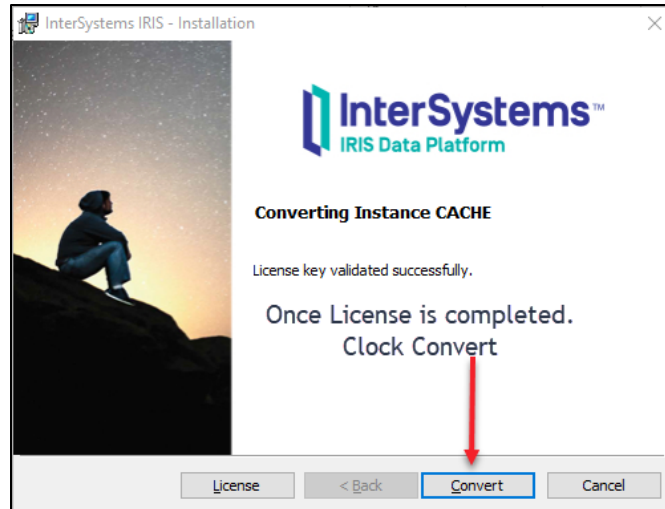 InterSystems IRIS - Installation
InterSystems™
IRIS Data Platform
Converting Instance CACHE
License key validated successfully.
Once License is completed.
Clock Convert
License
< Back
Convert
Cancel